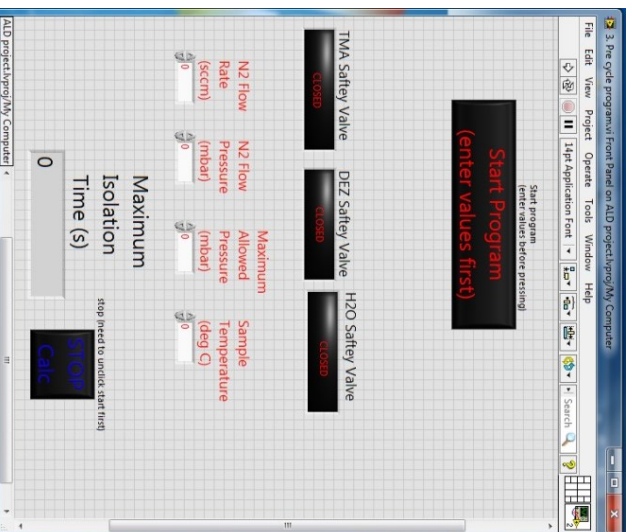 3. Pre cycle program.vi Front Panel on ALD project.lvproj/My Computer
File Edit View Project Operate Tools Window Help
14pt Application Font
Search
2
Start program
(enter values before pressing)
Start Program
(enter values first)
TMA Saftey Valve
CLOSED
DEZ Saftey Valve
CLOSED
H2O Saftey Valve
CLOSED
N2 Flow
Rate
(sccm)
0
N2 Flow
Pressure
(mbar)
0
Maximum
Allowed
Pressure
(mbar)
0
Sample
Temperature
(deg C)
0
Maximum
Isolation
Time (s)
0
stop (need to unclick start first)
STOP
Calc
ALD project.lvproj/My Computer